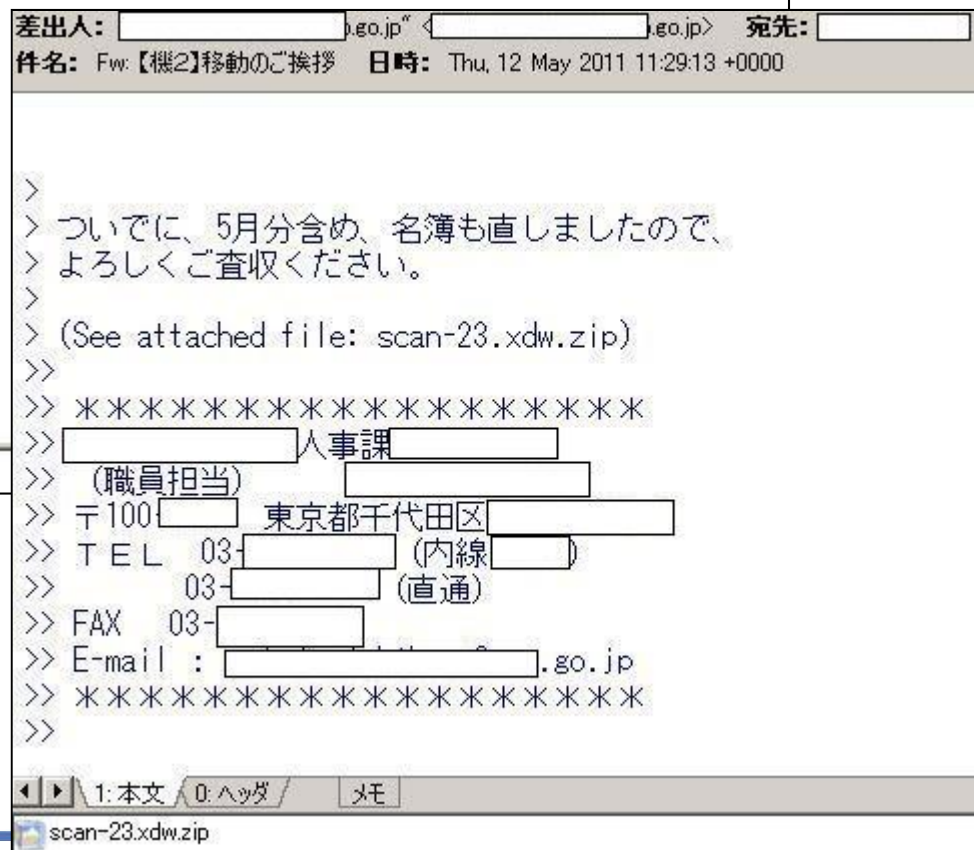 差出人: .go.jp" < .go.jp> 宛先:
件名: Fw:【機2】移動のご挨拶 日時: Thu, 12 May 2011 11:29:13 +0000
>
> ついでに、5月分含め、名簿も直しましたので、
> よろしくご査収ください。
>
> (See attached file: scan-23.xdw.zip)
>>
>> ＊＊＊＊＊＊＊＊＊＊＊＊＊＊＊＊＊＊
>> 人事課
>> (職員担当)
>> 〒100- 東京都千代田区
>> ＴＥＬ 03- (内線 )
>> 03- (直通)
>> FAX 03-
>> E-mail : .go.jp
>> ＊＊＊＊＊＊＊＊＊＊＊＊＊＊＊＊＊＊
>>
1: 本文 0: ヘッダ メモ
scan-23.xdw.zip